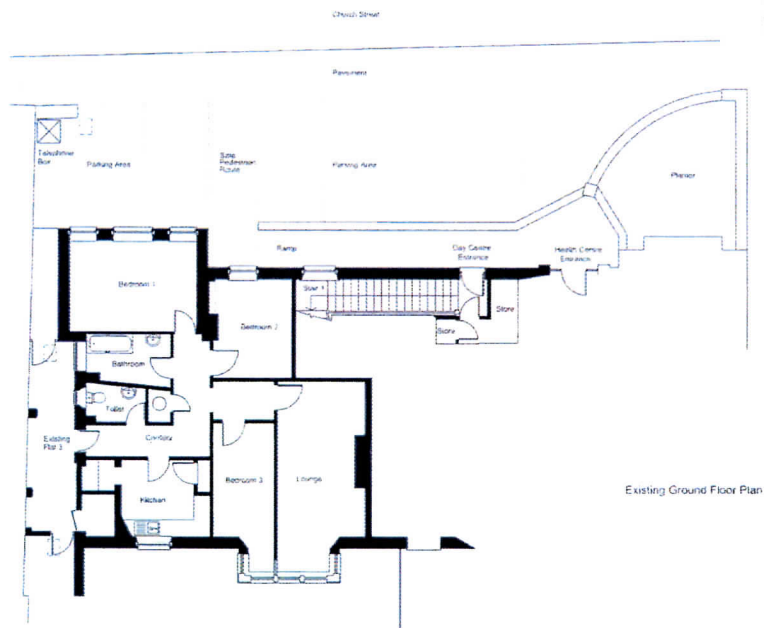 Church Street
Pavement
Telephone
Box
Parking Area
Safe
Pedestrian
Route
Parking Area
Planter
Ramp
Day Centre
Entrance
Health Centre
Entrance
Bedroom 1
Stair 1
Store
Bedroom 2
Store
Bathroom
Toilet
Existing
Flat 3
Corridor
Kitchen
Bedroom 3
Lounge
Existing Ground Floor Plan